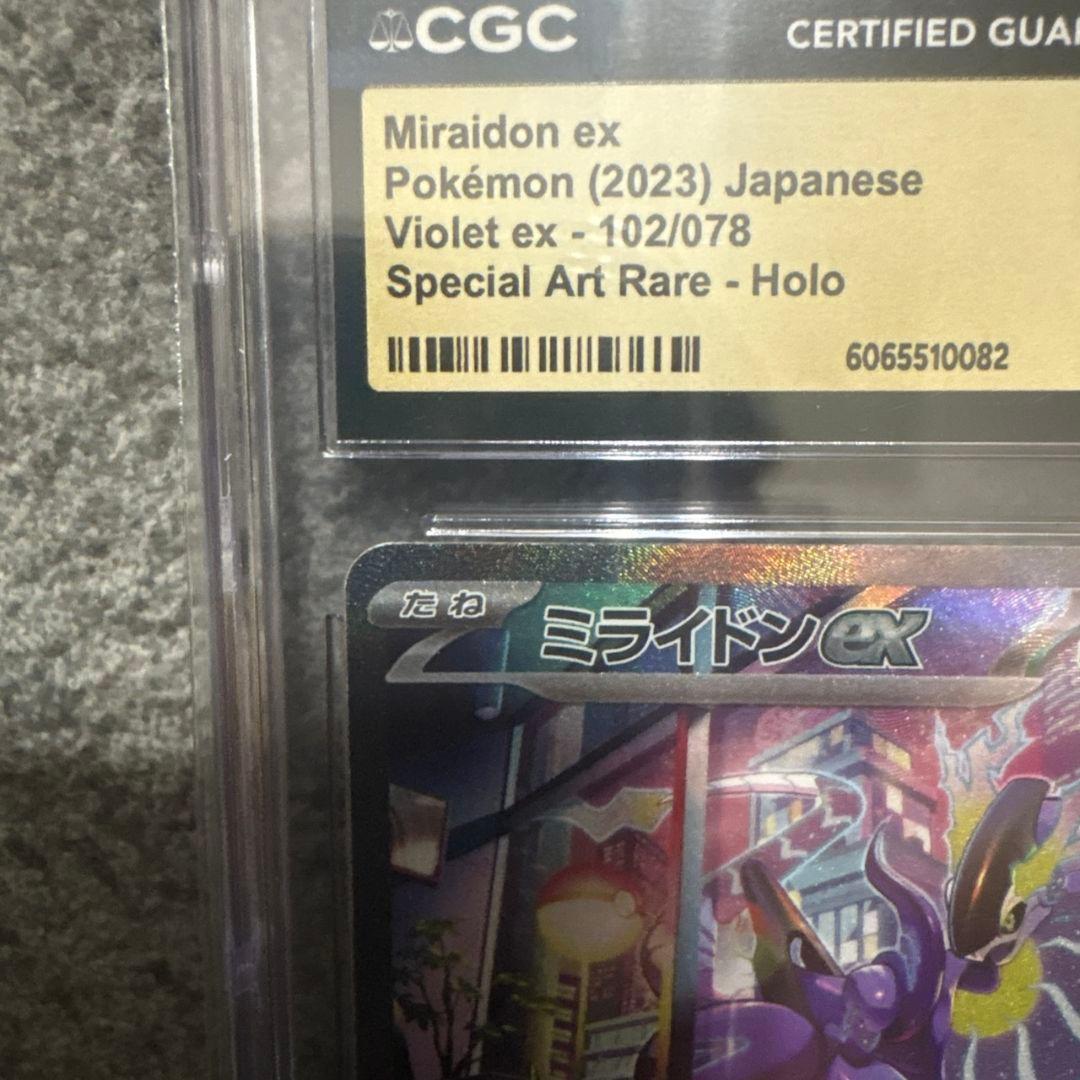 CGC CERTIFIED
Miraidon ex
Pokémon (2023) Japanese
Violet ex - 102/078
Special Art Rare - Holo
6065510082
たね ミライドンex